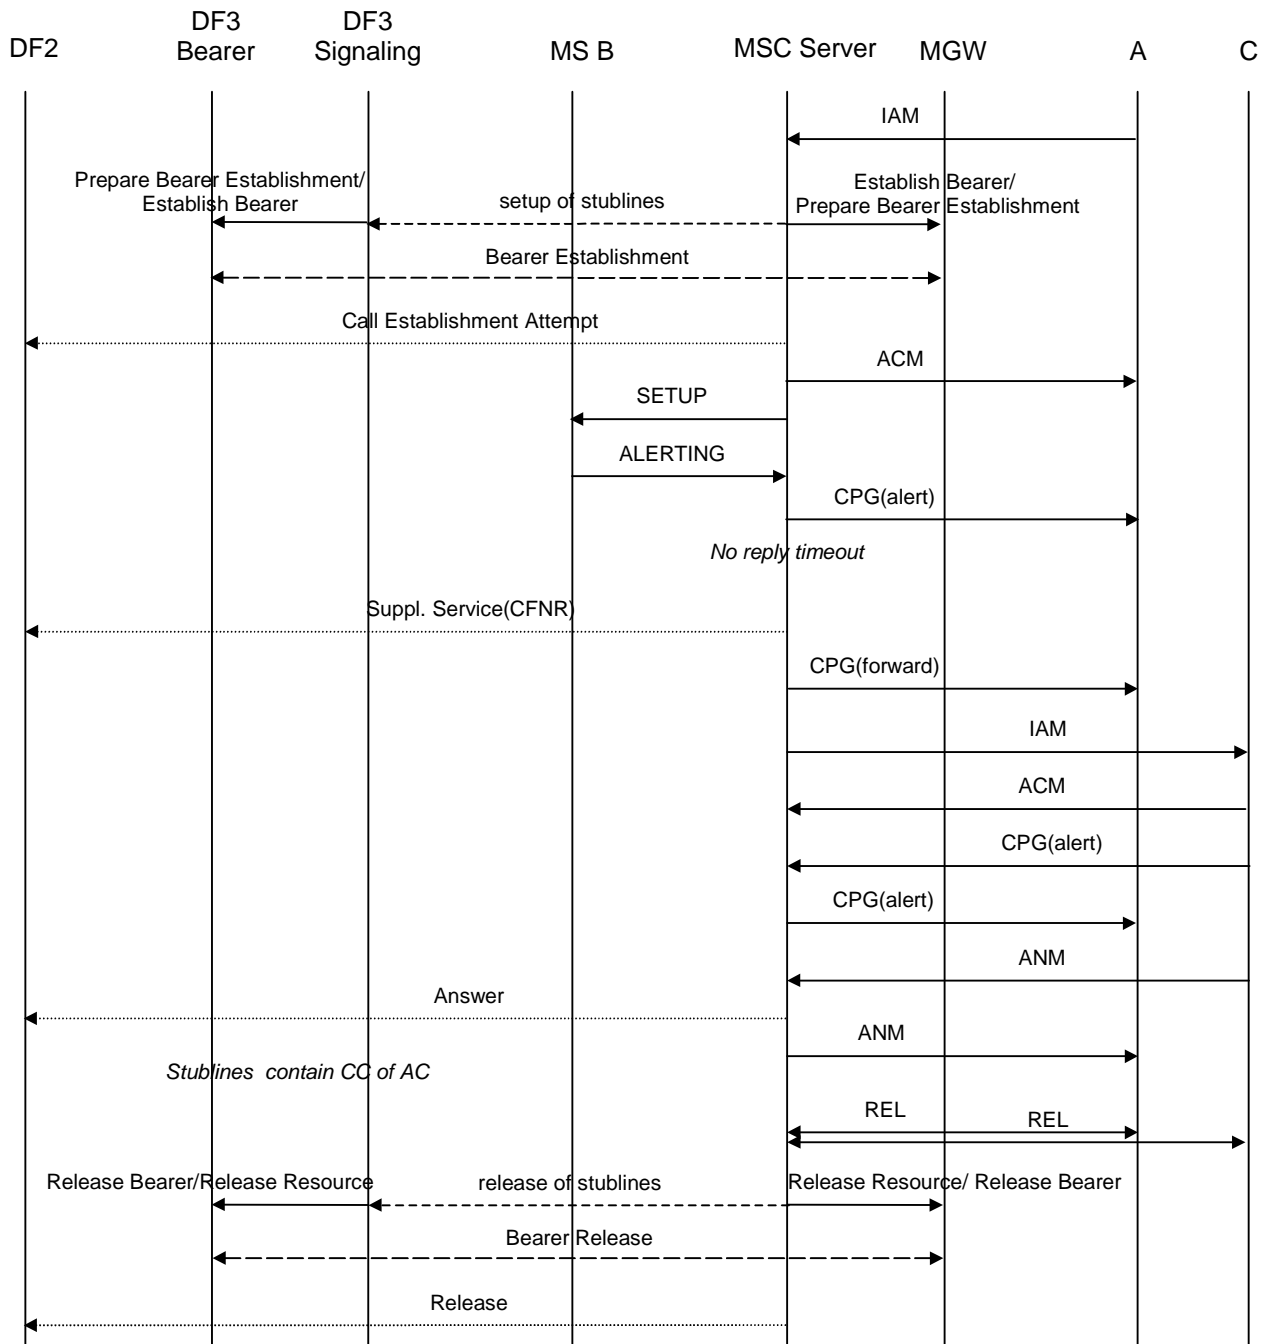 DF2
DF3
Bearer
DF3
Signaling
MS B
MSC Server
MGW
A
C
IAM
Prepare Bearer Establishment/
Establish Bearer
setup of stublines
Establish Bearer/
Prepare Bearer Establishment
Bearer Establishment
Call Establishment Attempt
ACM
SETUP
ALERTING
CPG(alert)
No reply timeout
Suppl. Service(CFNR)
CPG(forward)
IAM
ACM
CPG(alert)
CPG(alert)
ANM
Answer
ANM
Stublines contain CC of AC
REL
REL
Release Bearer/Release Resource
release of stublines
Release Resource/ Release Bearer
Bearer Release
Release